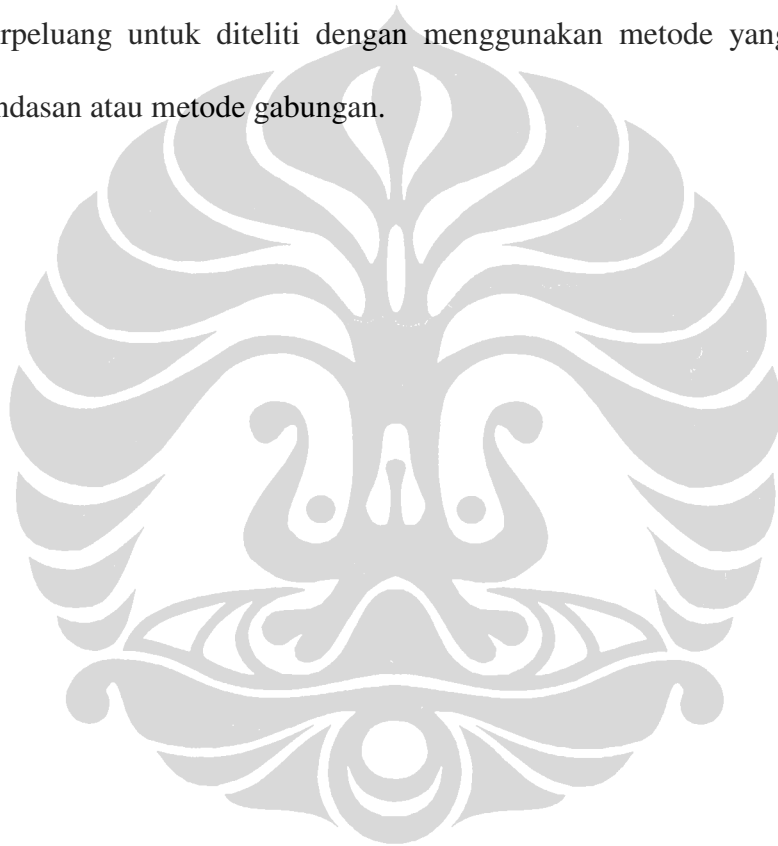 rpeluang untuk diteliti dengan menggunakan metode yang
ndasan atau metode gabungan.